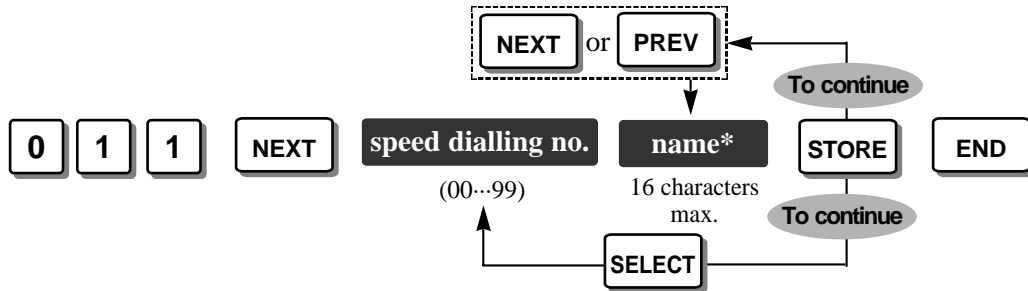 NEXT or PREV
To continue
0 1 1 NEXT speed dialling no. name* STORE END
(00···99) 16 characters
max.
To continue
SELECT